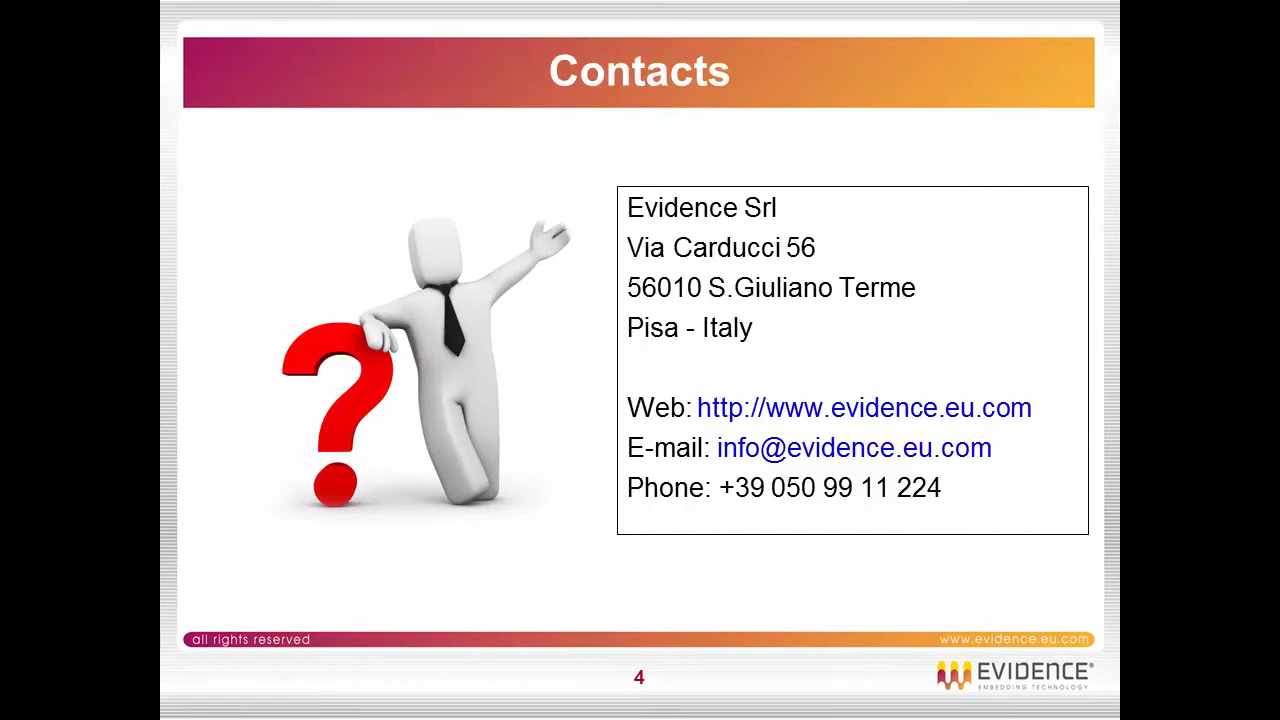 Contacts
Evidence Srl
Via Carducci 56
56010 S.Giuliano Terme
Pisa - Italy
Web: http://www.evidence.eu.com
E-mail: info@evidence.eu.com
Phone: +39 050 99 11 224
all rights reserved
www.evidence.eu.com
4
EVIDENCE®
EMBEDDING TECHNOLOGY